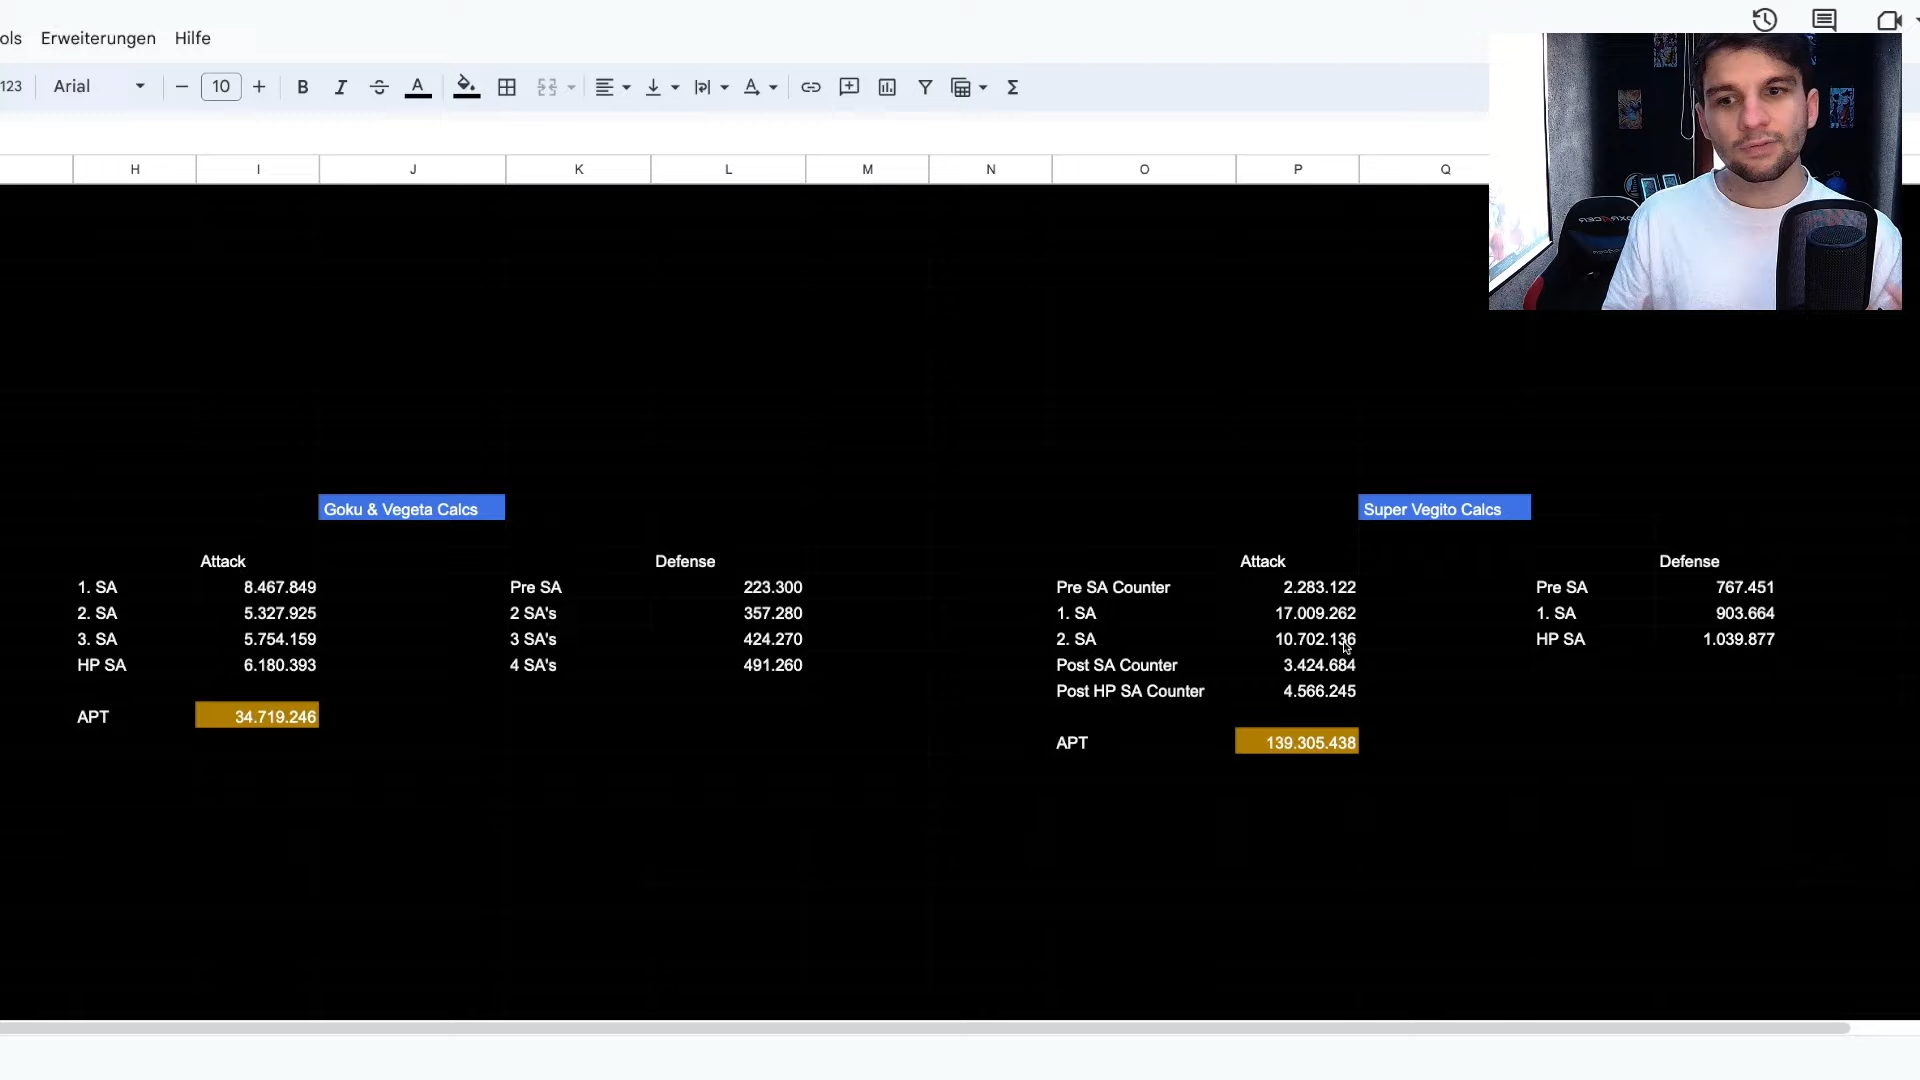 ols Erweiterungen Hilfe
123 Arial 10 B I S A A Σ
H I J K L M N O P Q
Goku & Vegeta Calcs Super Vegito Calcs
Attack Defense Attack Defense
1. SA 8.467.849 Pre SA 223.300 Pre SA Counter 2.283.122 Pre SA 767.451
2. SA 5.327.925 2 SA's 357.280 1. SA 17.009.262 1. SA 903.664
3. SA 5.754.159 3 SA's 424.270 2. SA 10.702.136 HP SA 1.039.877
HP SA 6.180.393 4 SA's 491.260 Post SA Counter 3.424.684
Post HP SA Counter 4.566.245
APT 34.719.246
APT 139.305.438